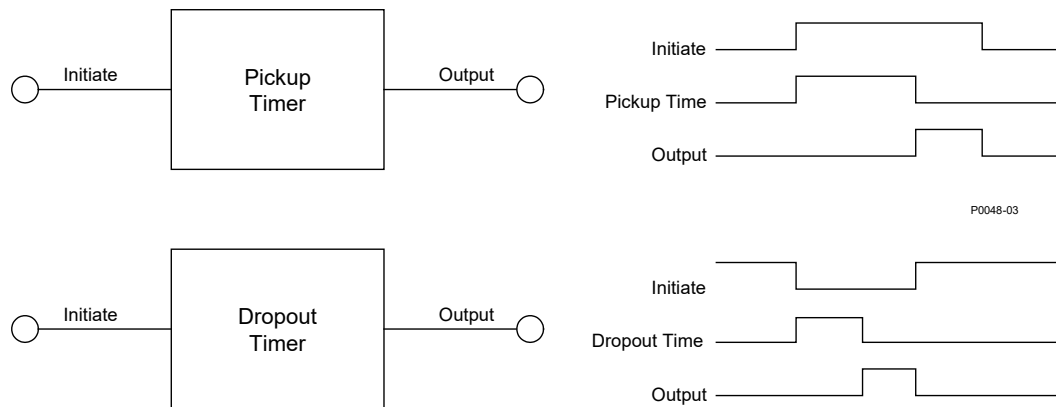 Initiate
Pickup
Timer
Output
Initiate
Pickup Time
Output
P0048-03
Initiate
Dropout
Timer
Output
Initiate
Dropout Time
Output